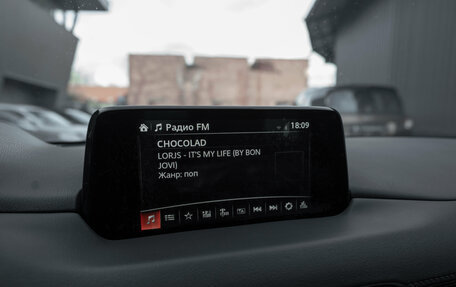 Радио FM
18:09
CHOCOLAD
LORJS - IT'S MY LIFE (BY BON
JOVI)
Жанр: поп